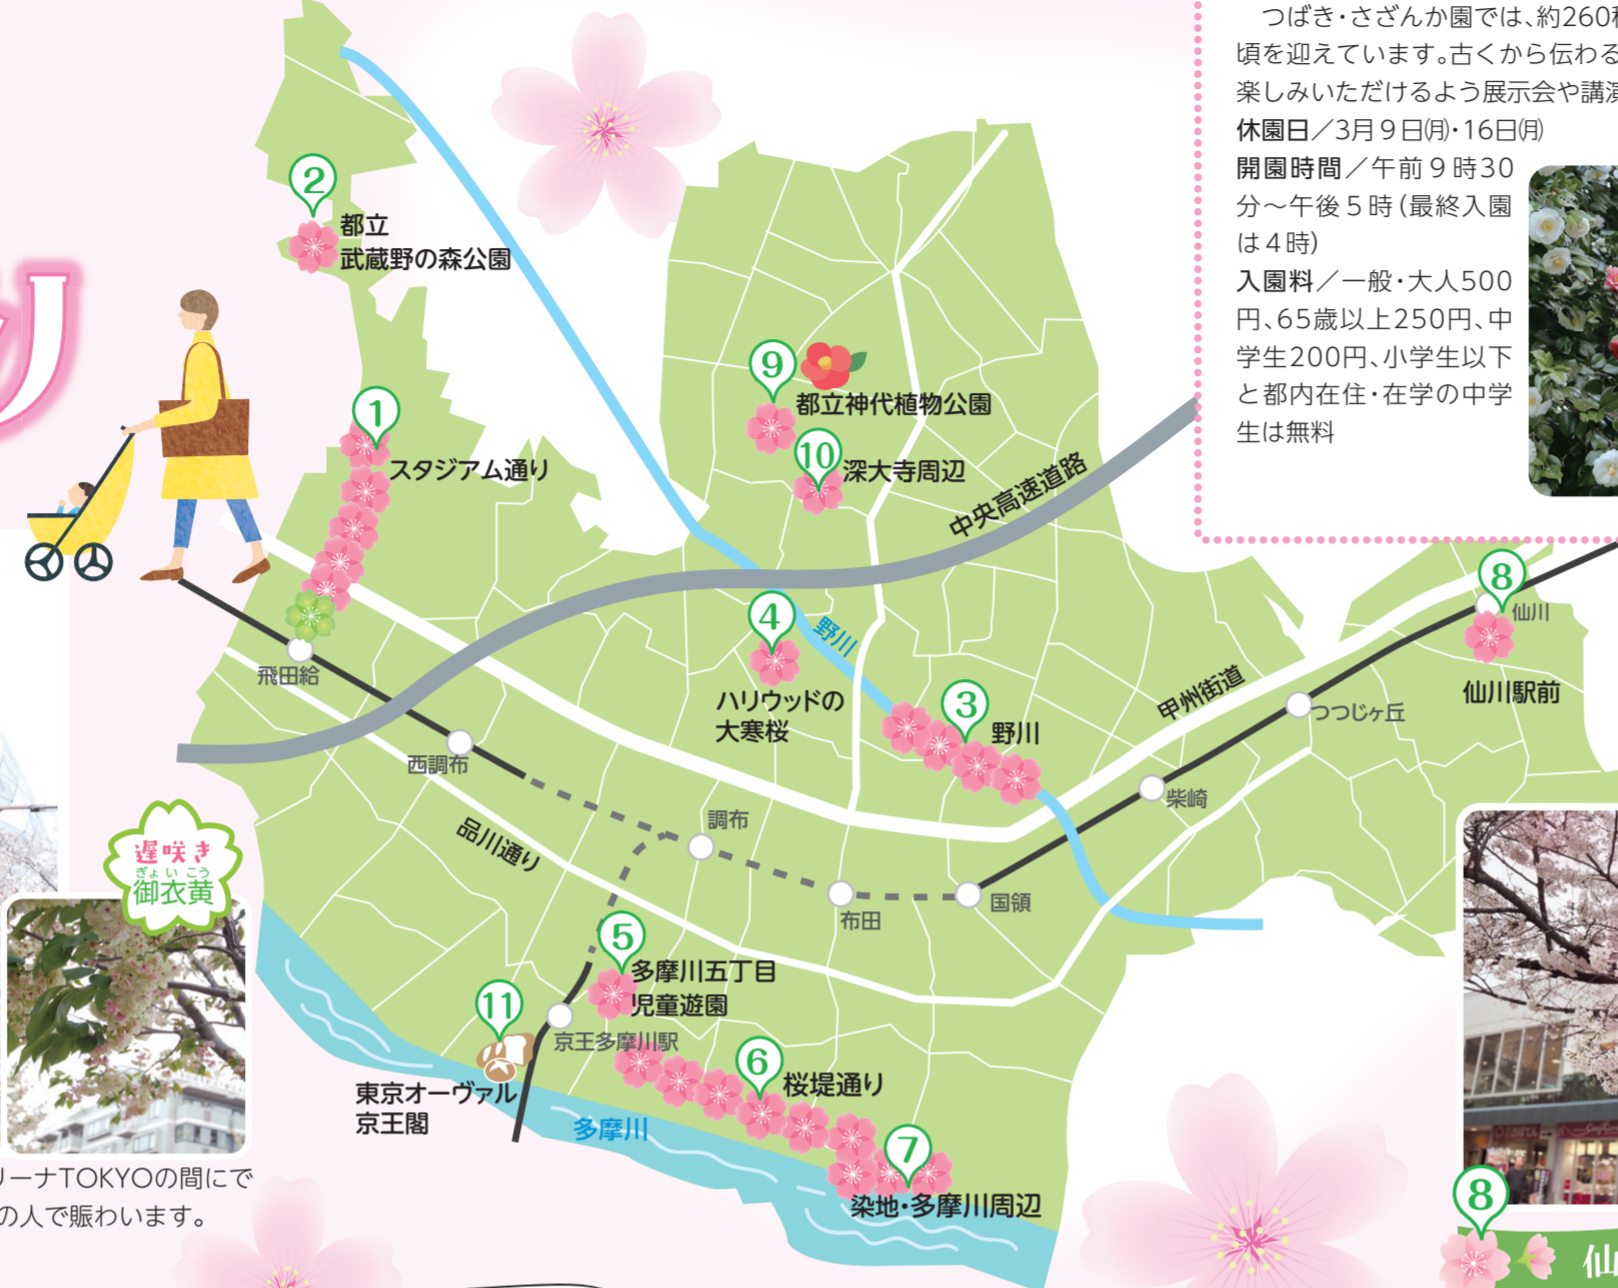 つばき・さざんか園では、約260種
頃を迎えています。古くから伝わる
楽しみいただけるよう展示会や講演
休園日／3月9日㈪・16日㈪
開園時間／午前9時30
分～午後5時(最終入園
は4時)
入園料／一般・大人500
円、65歳以上250円、中
学生200円、小学生以下
と都内在住・在学の中学
生は無料
り
2
都立
武蔵野の森公園
1
スタジアム通り
9
都立神代植物公園
10
深大寺周辺
中央高速道路
4
野川
ハリウッドの
大寒桜
3
野川
甲州街道
8
仙川
仙川駅前
つつじヶ丘
柴崎
飛田給
西調布
調布
布田
国領
品川通り
遅咲き
ぎょいこう
御衣黄
5
多摩川五丁目
児童遊園
11
京王多摩川駅
東京オーヴァル
京王閣
6
桜堤通り
多摩川
7
染地・多摩川周辺
リーナTOKYOの間にで
の人で賑わいます。
8
仙